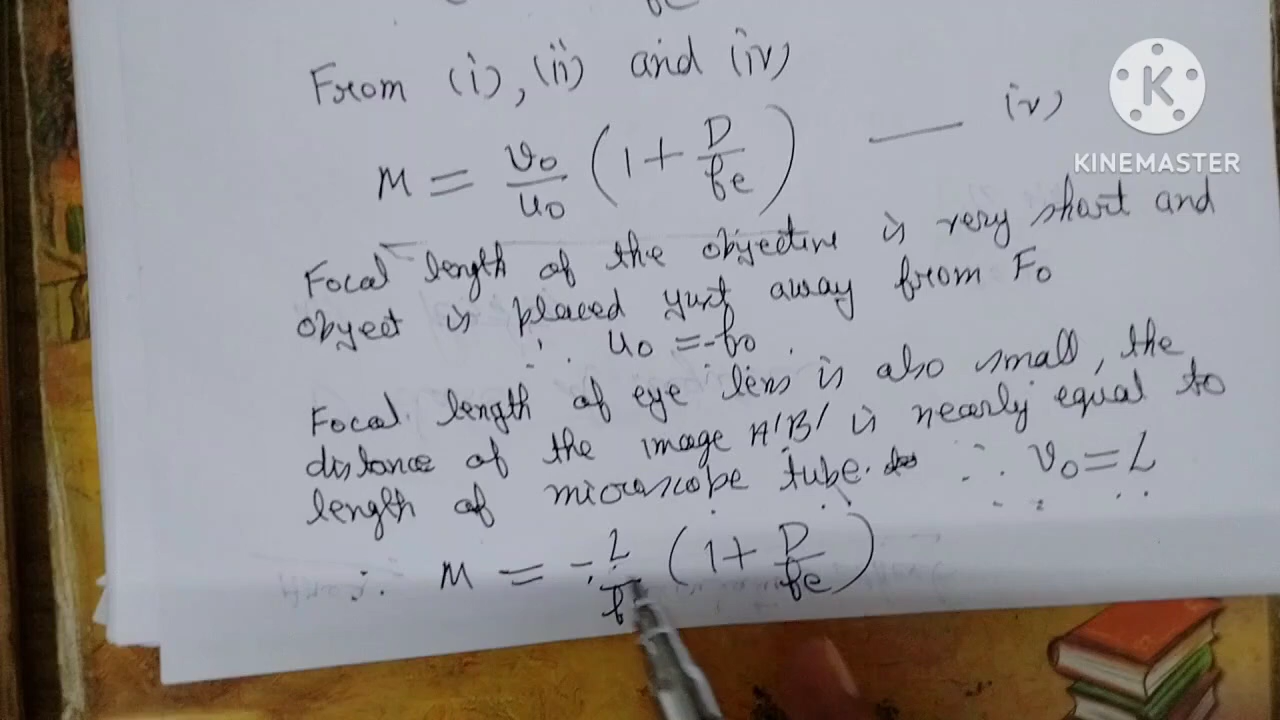 From (i), (ii) and (iv)
iv)
M = v₀/u₀ (1 + D/fe)
KINEMASTER
Focal length of the objective is very short and
object is placed just away from F₀
∴ u₀ = -f₀
Focal length of eye lens is also small, the
distance of the image A'B' is nearly equal to
length of microscope tube. ∴ v₀ = L
∴ M = - L/f (1 + D/fe)